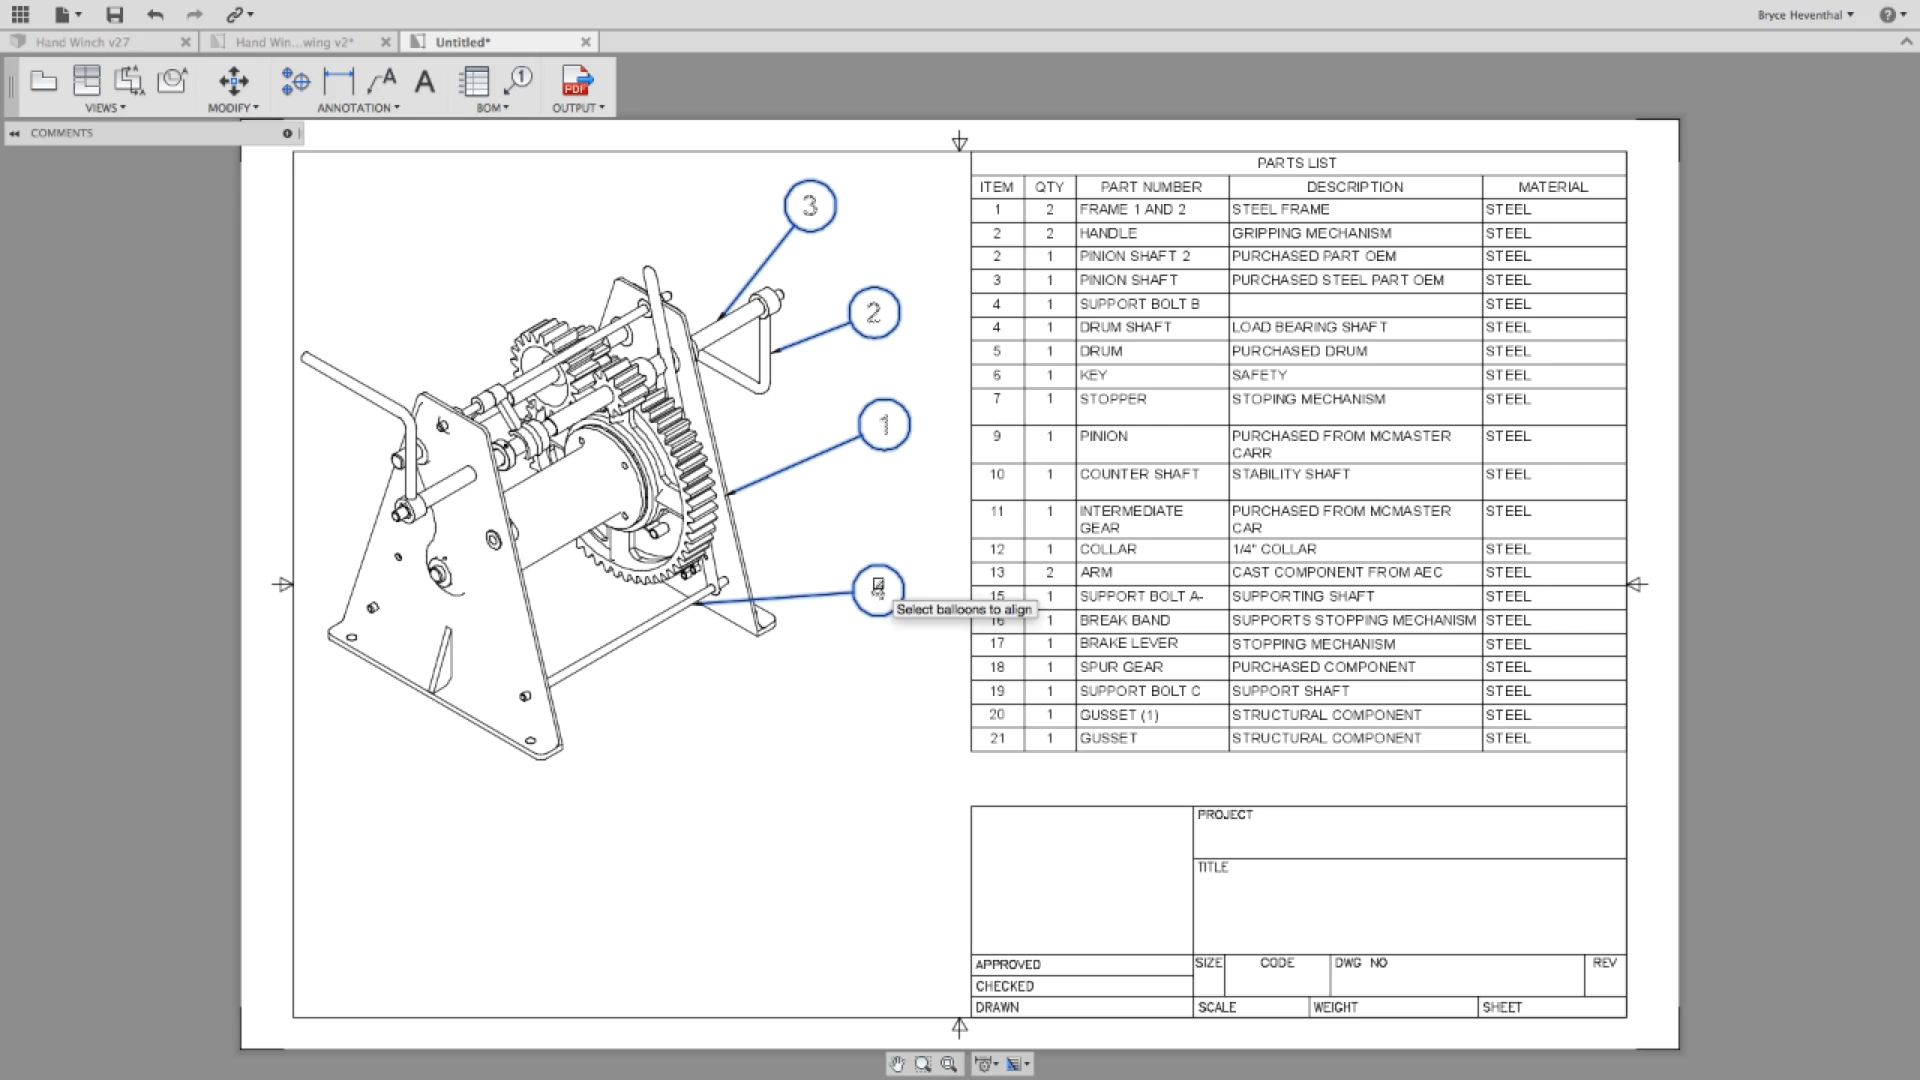 Bryce Heventhal
Hand Winch v27
Hand Win...wing v2*
Untitled*
A
A
A
1
PDF
VIEWS
MODIFY
ANNOTATION
BOM
OUTPUT
COMMENTS
3
2
1
Select balloons to align
PARTS LIST
ITEM QTY PART NUMBER DESCRIPTION MATERIAL
1 2 FRAME 1 AND 2 STEEL FRAME STEEL
2 2 HANDLE GRIPPING MECHANISM STEEL
2 1 PINION SHAFT 2 PURCHASED PART OEM STEEL
3 1 PINION SHAFT PURCHASED STEEL PART OEM STEEL
4 1 SUPPORT BOLT B STEEL
4 1 DRUM SHAFT LOAD BEARING SHAFT STEEL
5 1 DRUM PURCHASED DRUM STEEL
6 1 KEY SAFETY STEEL
7 1 STOPPER STOPING MECHANISM STEEL
9 1 PINION PURCHASED FROM MCMASTER STEEL
CARR
10 1 COUNTER SHAFT STABILITY SHAFT STEEL
11 1 INTERMEDIATE PURCHASED FROM MCMASTER STEEL
GEAR CAR
12 1 COLLAR 1/4" COLLAR STEEL
13 2 ARM CAST COMPONENT FROM AEC STEEL
15 1 SUPPORT BOLT A- SUPPORTING SHAFT STEEL
16 1 BREAK BAND SUPPORTS STOPPING MECHANISM STEEL
17 1 BRAKE LEVER STOPPING MECHANISM STEEL
18 1 SPUR GEAR PURCHASED COMPONENT STEEL
19 1 SUPPORT BOLT C SUPPORT SHAFT STEEL
20 1 GUSSET (1) STRUCTURAL COMPONENT STEEL
21 1 GUSSET STRUCTURAL COMPONENT STEEL
PROJECT
TITLE
APPROVED
CHECKED
DRAWN
SIZE CODE DWG NO REV
SCALE WEIGHT SHEET